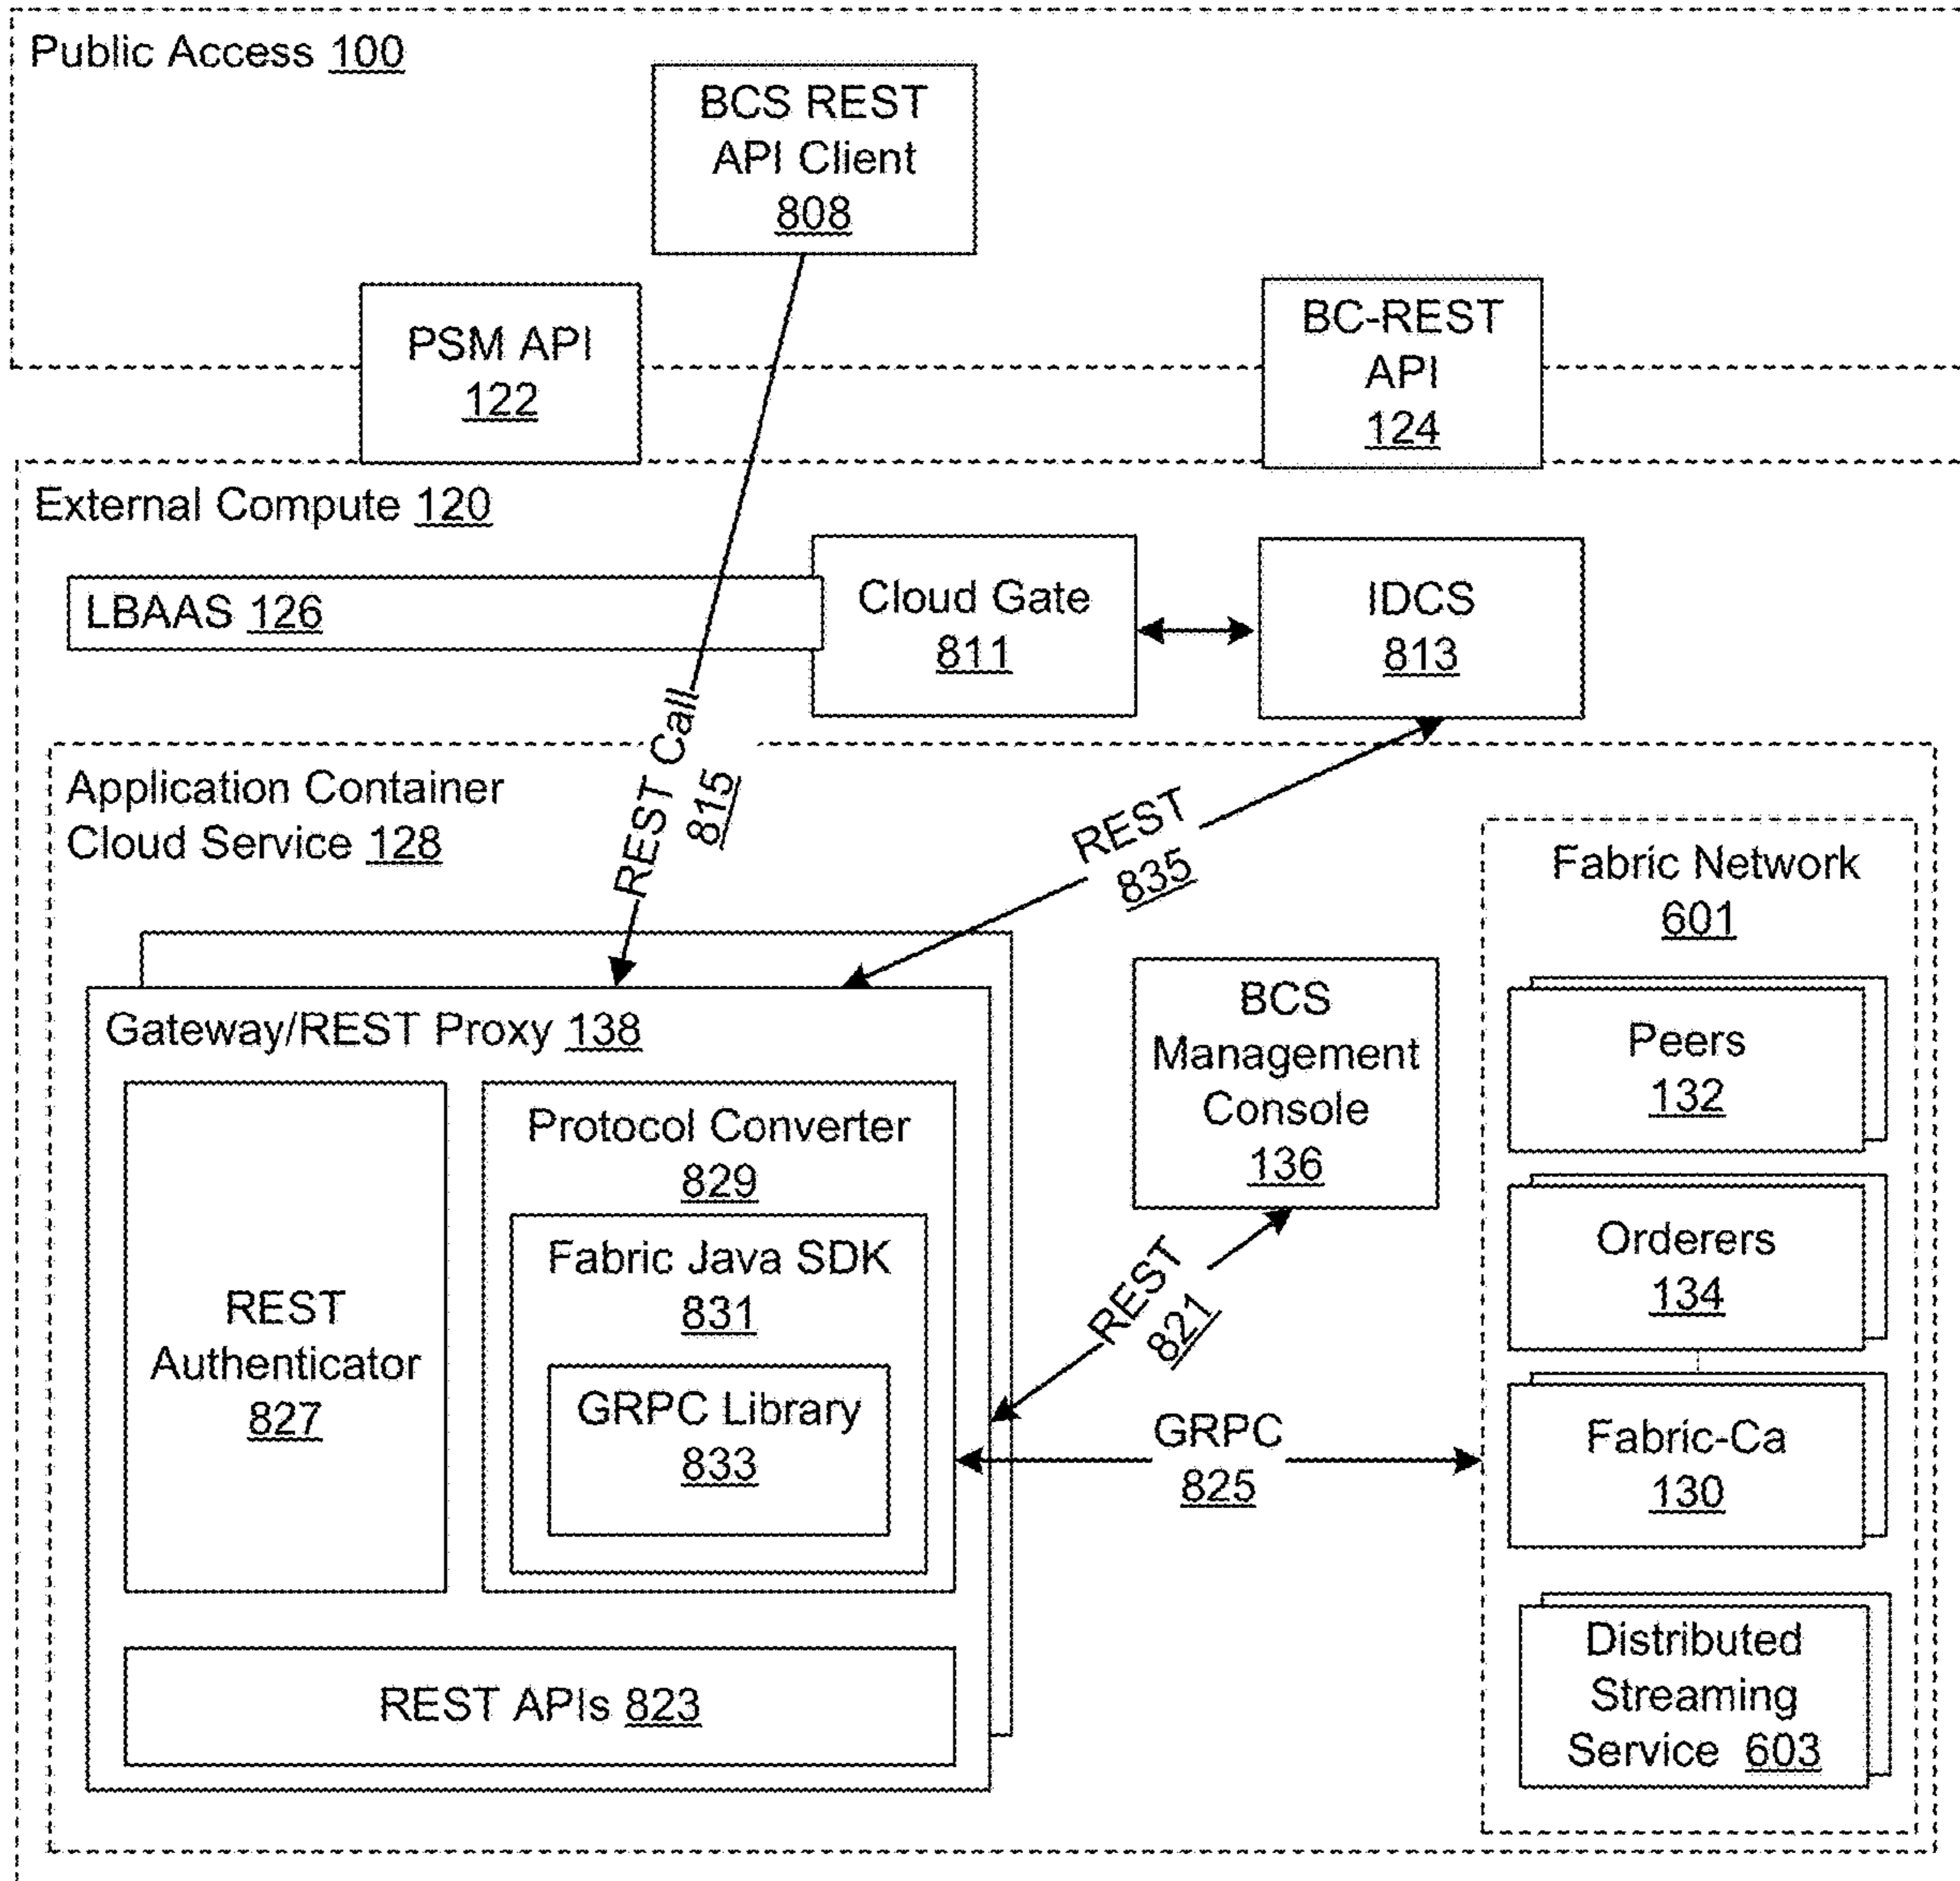 Public Access 100
BCS REST
API Client
808
PSM API
122
BC-REST
API
124
External Compute 120
LBAAS 126
Cloud Gate
811
IDCS
813
REST Call
815
Application Container
Cloud Service 128
REST
835
Fabric Network
601
Gateway/REST Proxy 138
REST
Authenticator
827
Protocol Converter
829
Fabric Java SDK
831
GRPC Library
833
REST APIs 823
BCS
Management
Console
136
REST
821
GRPC
825
Peers
132
Orderers
134
Fabric-Ca
130
Distributed
Streaming
Service 603